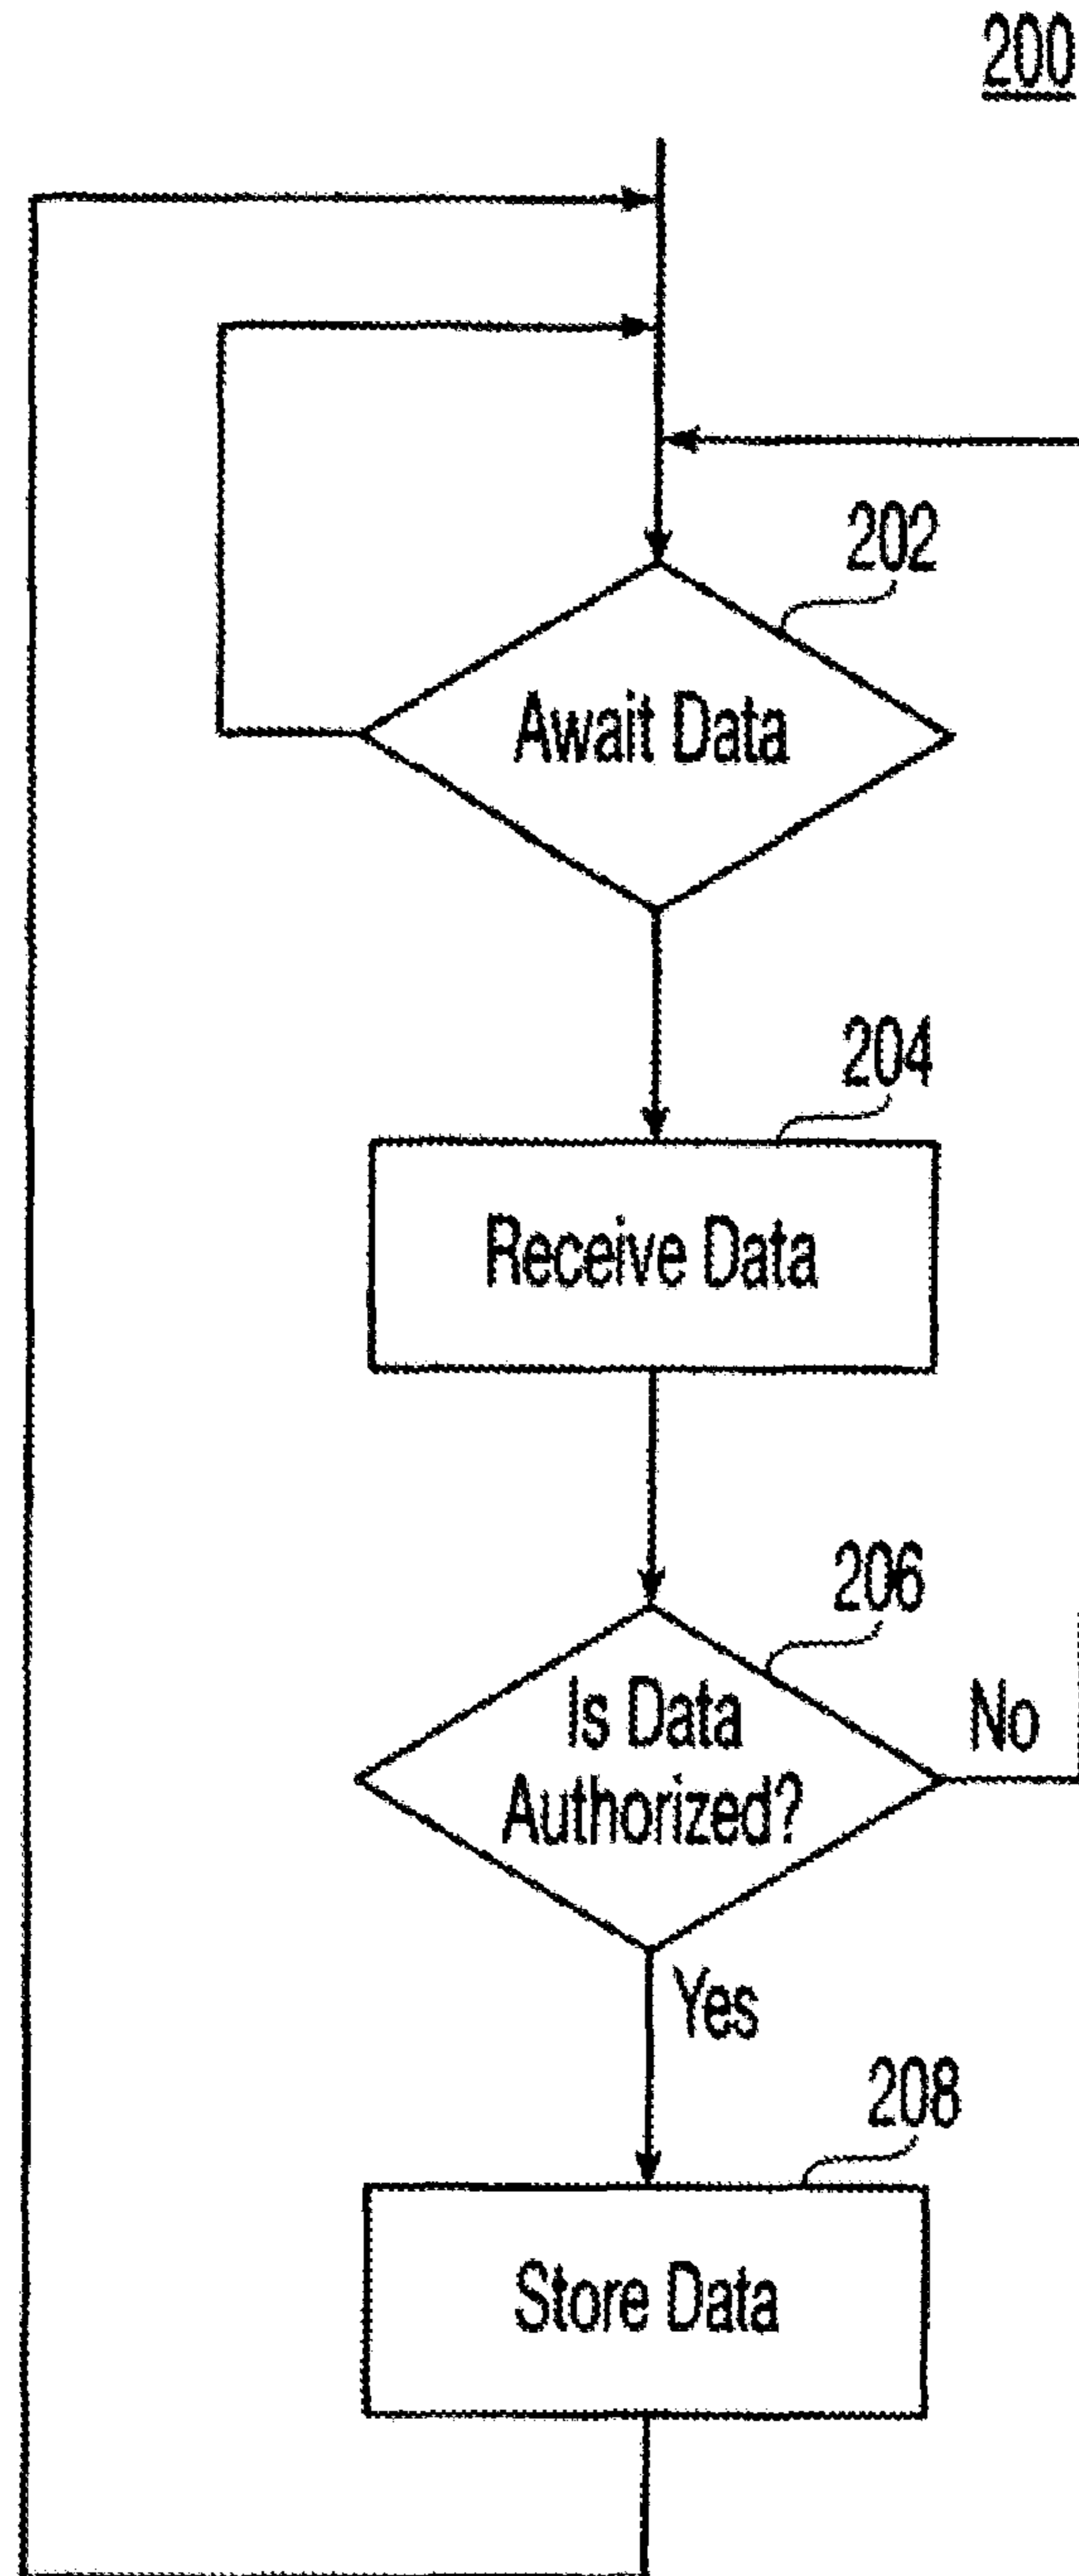 200
202
Await Data
204
Receive Data
206
Is Data
Authorized?
No
Yes
208
Store Data